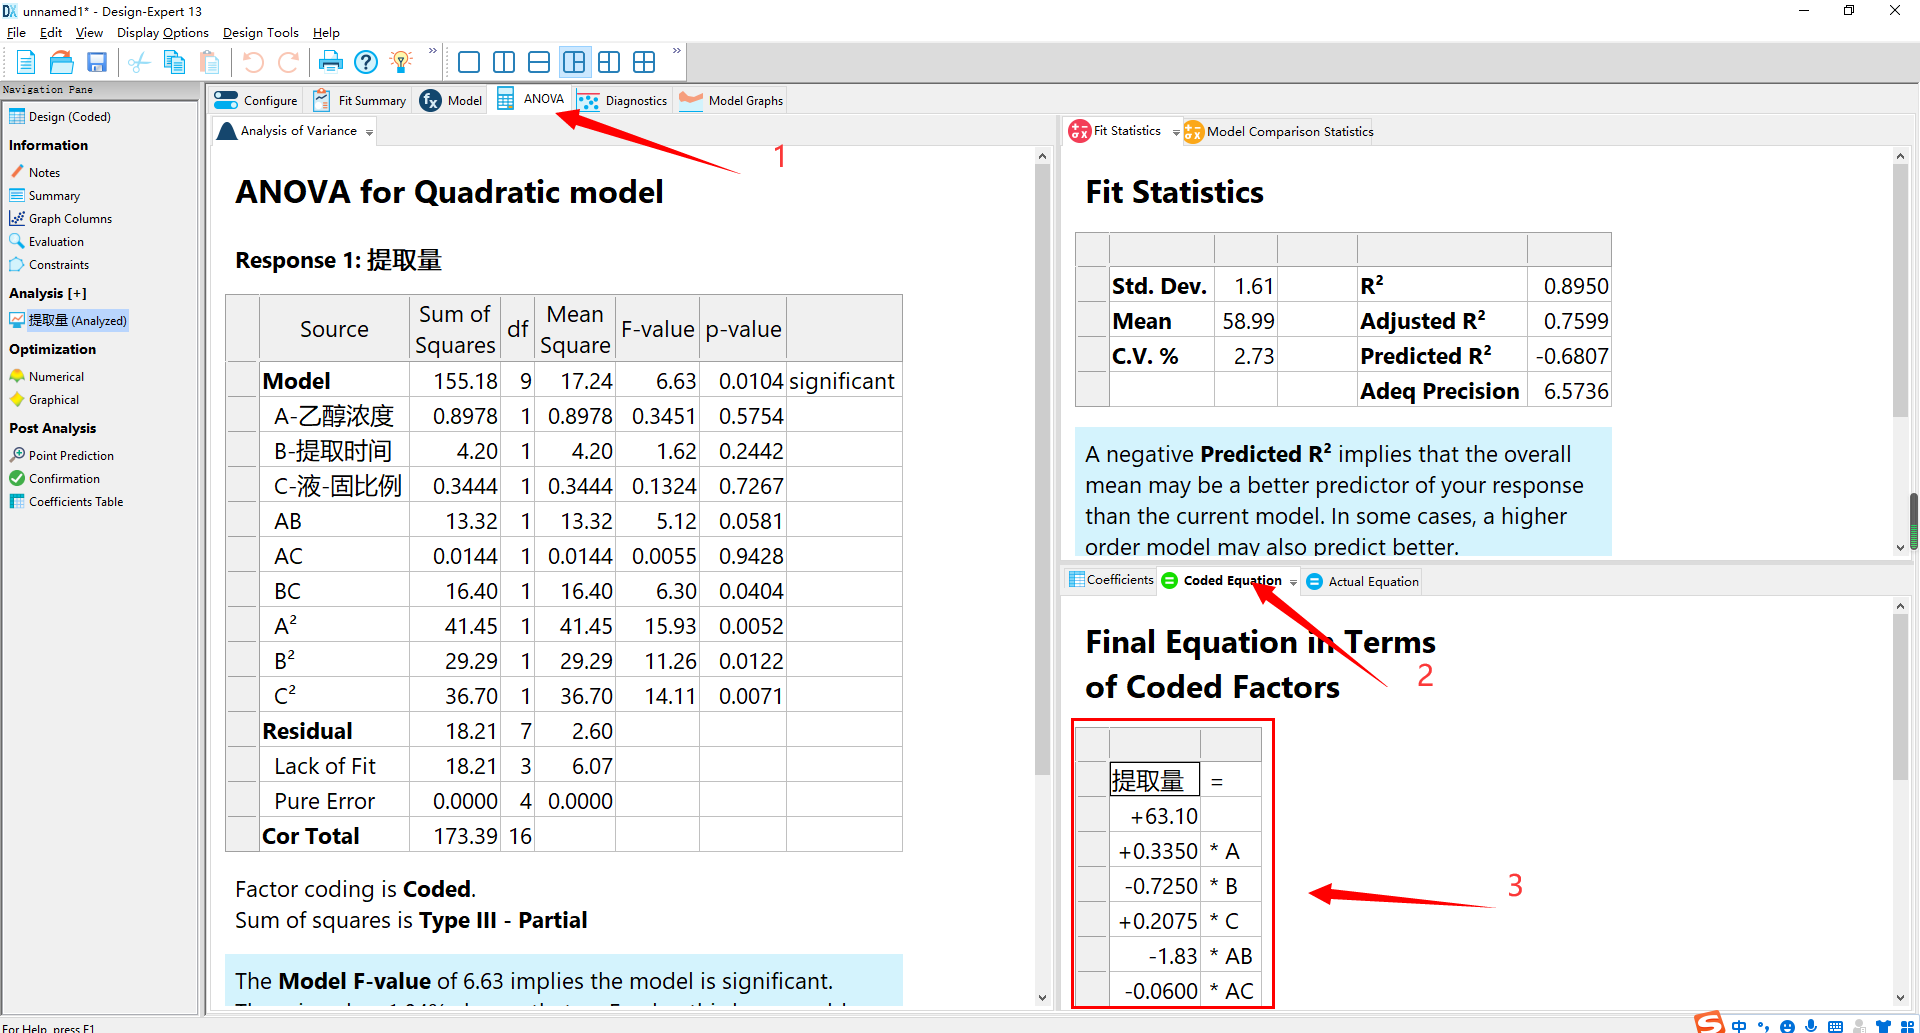 unnamed1* - Design-Expert 13
File Edit View Display Options Design Tools Help
Navigation Pane
Design (Coded)
Information
Notes
Summary
Graph Columns
Evaluation
Constraints
Analysis [+]
提取量 (Analyzed)
Optimization
Numerical
Graphical
Post Analysis
Point Prediction
Confirmation
Coefficients Table
Configure Fit Summary Model ANOVA Diagnostics Model Graphs
Analysis of Variance
1
ANOVA for Quadratic model
Response 1: 提取量
Source Sum of Squares df Mean Square F-value p-value
Model 155.18 9 17.24 6.63 0.0104 significant
A-乙醇浓度 0.8978 1 0.8978 0.3451 0.5754
B-提取时间 4.20 1 4.20 1.62 0.2442
C-液-固比例 0.3444 1 0.3444 0.1324 0.7267
AB 13.32 1 13.32 5.12 0.0581
AC 0.0144 1 0.0144 0.0055 0.9428
BC 16.40 1 16.40 6.30 0.0404
A² 41.45 1 41.45 15.93 0.0052
B² 29.29 1 29.29 11.26 0.0122
C² 36.70 1 36.70 14.11 0.0071
Residual 18.21 7 2.60
Lack of Fit 18.21 3 6.07
Pure Error 0.0000 4 0.0000
Cor Total 173.39 16
Factor coding is Coded.
Sum of squares is Type III - Partial
The Model F-value of 6.63 implies the model is significant.
Fit Statistics Model Comparison Statistics
Fit Statistics
Std. Dev. 1.61 R² 0.8950
Mean 58.99 Adjusted R² 0.7599
C.V. % 2.73 Predicted R² -0.6807
Adeq Precision 6.5736
A negative Predicted R² implies that the overall
mean may be a better predictor of your response
than the current model. In some cases, a higher
order model may also predict better.
Coefficients Coded Equation Actual Equation
Final Equation in Terms
of Coded Factors
2
提取量 =
+63.10
+0.3350 * A
-0.7250 * B
+0.2075 * C
-1.83 * AB
-0.0600 * AC
3
For Help, press F1
中